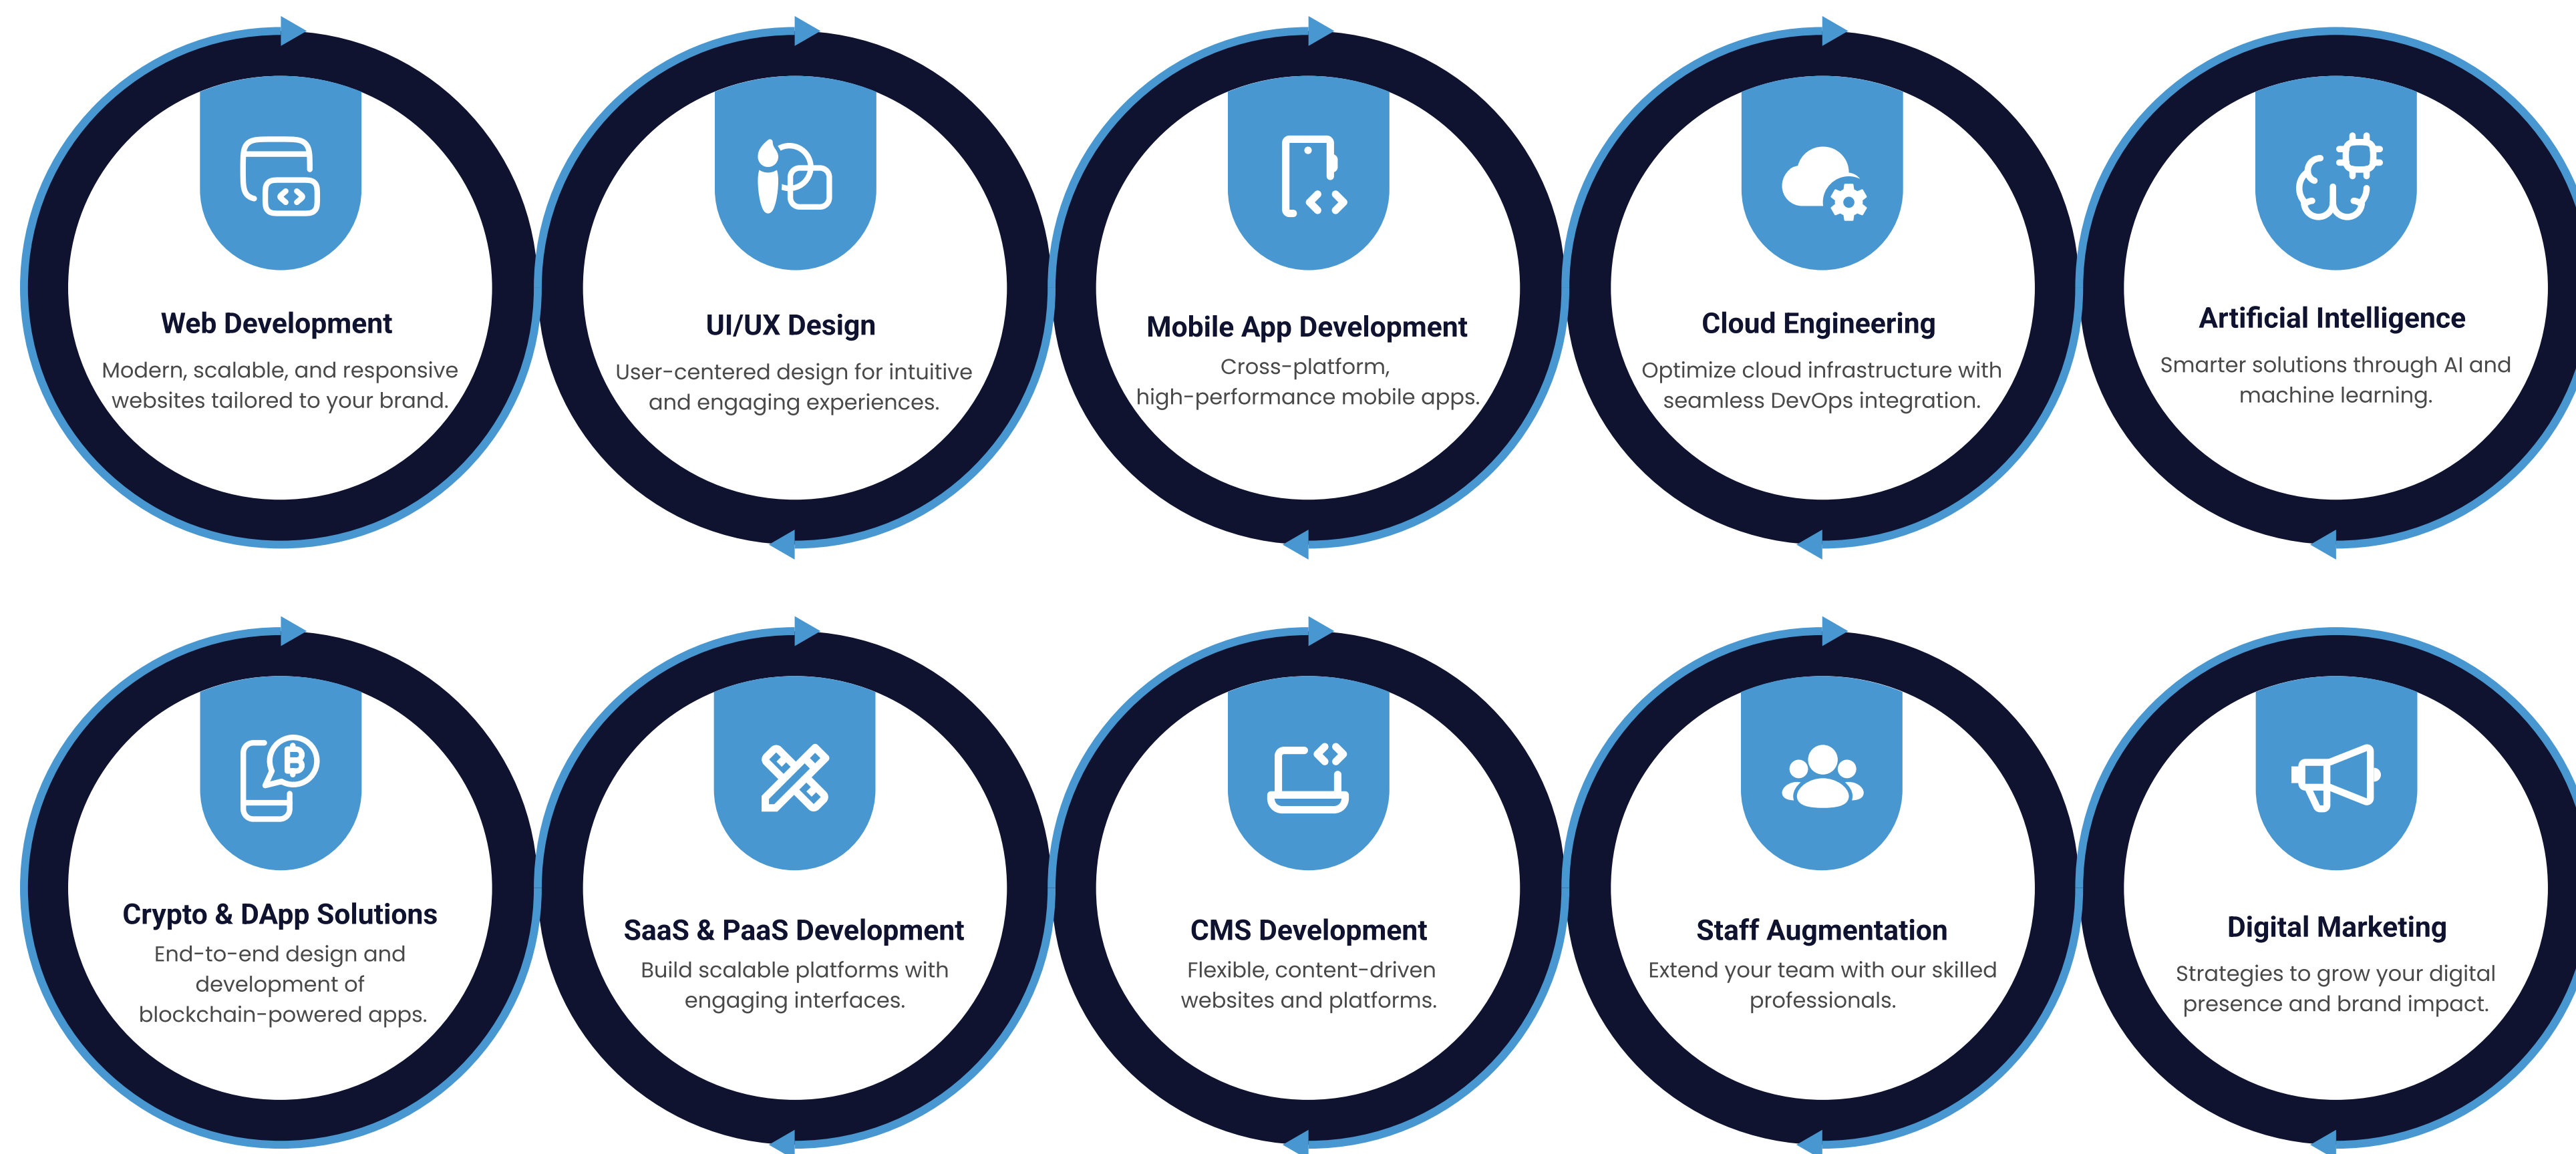 Web Development
Modern, scalable, and responsive
websites tailored to your brand.
UI/UX Design
User-centered design for intuitive
and engaging experiences.
Mobile App Development
Cross-platform,
high-performance mobile apps.
Cloud Engineering
Optimize cloud infrastructure with
seamless DevOps integration.
Artificial Intelligence
Smarter solutions through AI and
machine learning.
Crypto & DApp Solutions
End-to-end design and
development of
blockchain-powered apps.
SaaS & PaaS Development
Build scalable platforms with
engaging interfaces.
CMS Development
Flexible, content-driven
websites and platforms.
Staff Augmentation
Extend your team with our skilled
professionals.
Digital Marketing
Strategies to grow your digital
presence and brand impact.